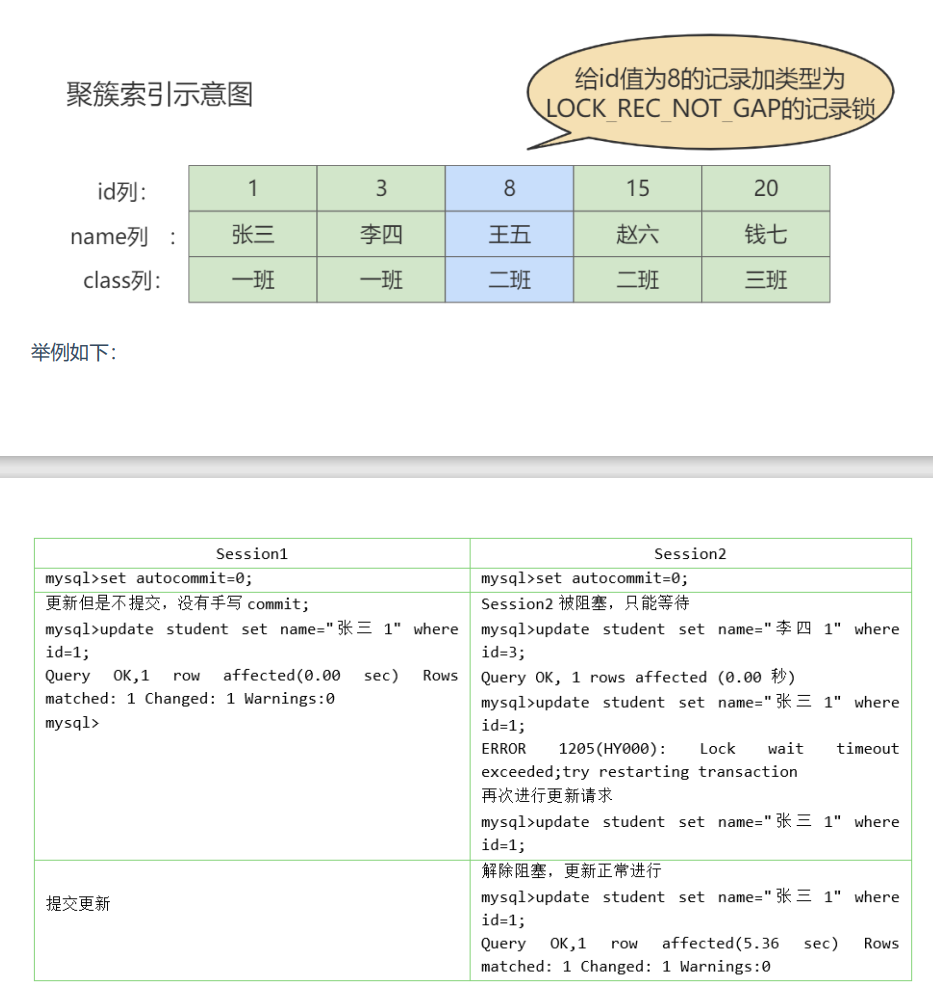 聚簇索引示意图
给id值为8的记录加类型为
LOCK_REC_NOT_GAP的记录锁
id列： 1 3 8 15 20
name列 ： 张三 李四 王五 赵六 钱七
class列： 一班 一班 二班 二班 三班
举例如下：
Session1
Session2
mysql>set autocommit=0;
mysql>set autocommit=0;
更新但是不提交，没有手写 commit;
mysql>update student set name="张三 1" where
id=1;
Query OK,1 row affected(0.00 sec) Rows
matched: 1 Changed: 1 Warnings:0
mysql>
Session2 被阻塞，只能等待
mysql>update student set name="李四 1" where
id=3;
Query OK, 1 rows affected (0.00 秒)
mysql>update student set name="张三 1" where
id=1;
ERROR 1205(HY000): Lock wait timeout
exceeded;try restarting transaction
再次进行更新请求
mysql>update student set name="张三 1" where
id=1;
提交更新
解除阻塞，更新正常进行
mysql>update student set name="张三 1" where
id=1;
Query OK,1 row affected(5.36 sec) Rows
matched: 1 Changed: 1 Warnings:0